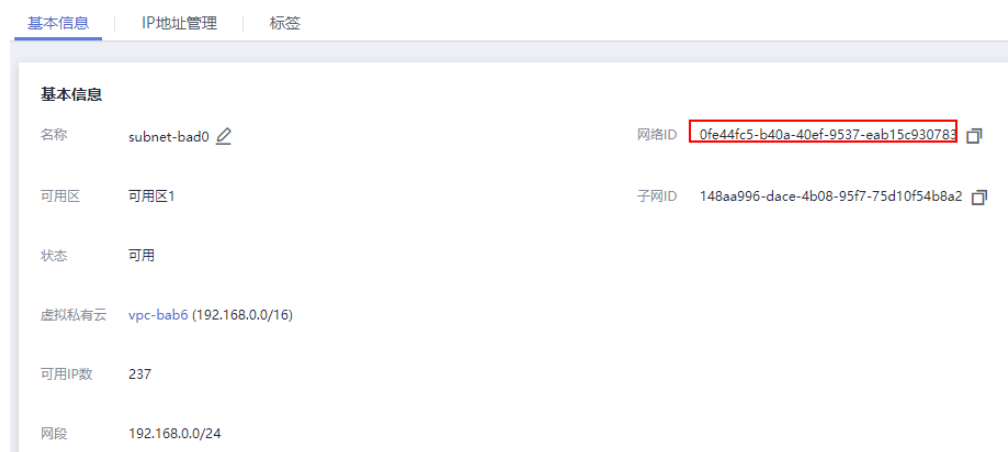 基本信息 IP地址管理 标签
基本信息
名称 subnet-bad0 网络ID 0fe44fc5-b40a-40ef-9537-eab15c930783
可用区 可用区1 子网ID 148aa996-dace-4b08-95f7-75d10f54b8a2
状态 可用
虚拟私有云 vpc-bab6 (192.168.0.0/16)
可用IP数 237
网段 192.168.0.0/24